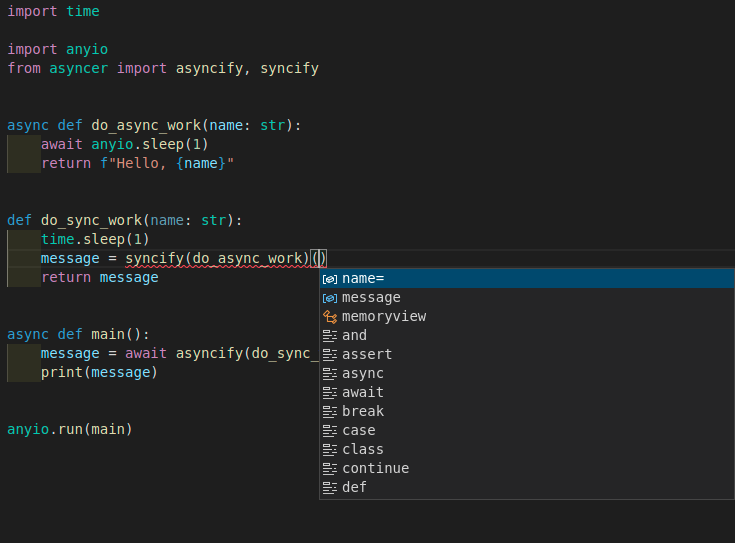 import time
import anyio
from asyncer import asyncify, syncify
async def do_async_work(name: str):
await anyio.sleep(1)
return f"Hello, {name}"
def do_sync_work(name: str):
time.sleep(1)
message = syncify(do_async_work)()
return message
async def main():
message = await asyncify(do_sync_
print(message)
anyio.run(main)
name=
message
memoryview
and
assert
async
await
break
case
class
continue
def